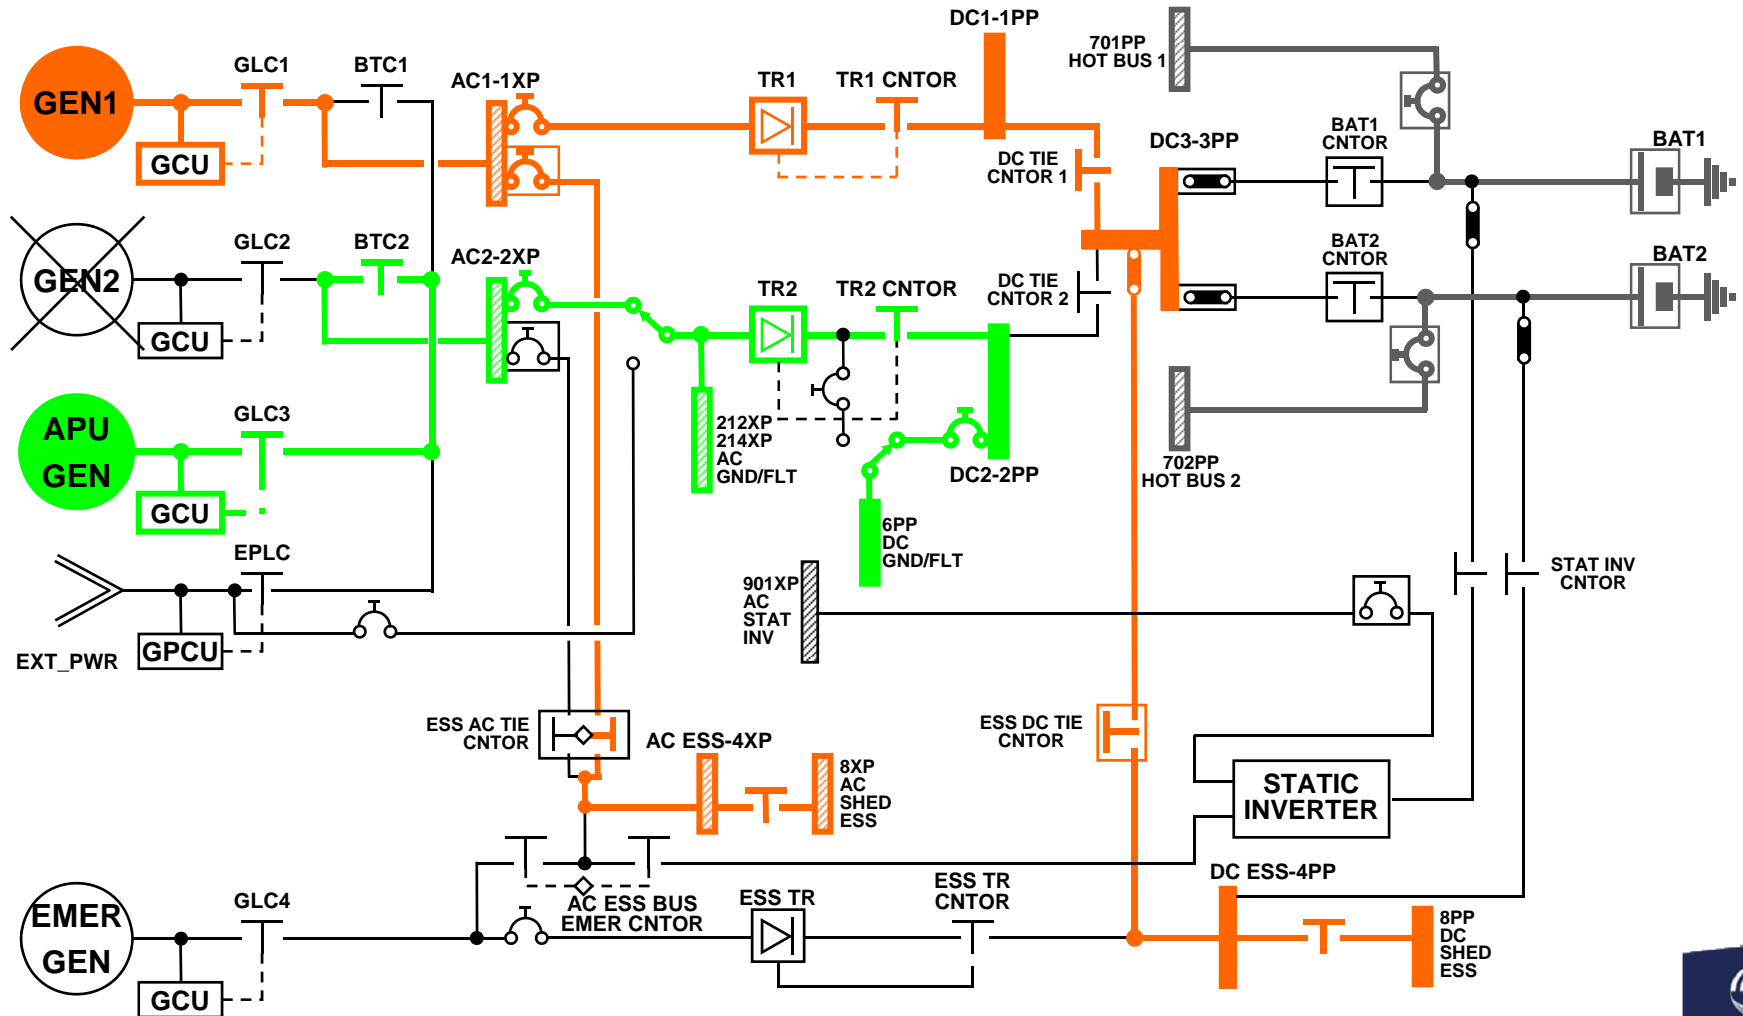 DC1-1PP
701PP
HOT BUS 1
GEN1
GLC1
BTC1
AC1-1XP
TR1
TR1 CNTOR
GCU
DC TIE
CNTOR 1
DC3-3PP
BAT1
CNTOR
BAT1
GEN2
GLC2
BTC2
AC2-2XP
TR2
TR2 CNTOR
DC TIE
CNTOR 2
BAT2
CNTOR
BAT2
GCU
APU
GEN
GLC3
GCU
212XP
214XP
AC
GND/FLT
DC2-2PP
702PP
HOT BUS 2
6PP
DC
GND/FLT
EPLC
EXT_PWR
GPCU
901XP
AC
STAT
INV
STAT INV
CNTOR
ESS AC TIE
CNTOR
AC ESS-4XP
8XP
AC
SHED
ESS
ESS DC TIE
CNTOR
STATIC
INVERTER
EMER
GEN
GLC4
GCU
AC ESS BUS
EMER CNTOR
ESS TR
ESS TR
CNTOR
DC ESS-4PP
8PP
DC
SHED
ESS